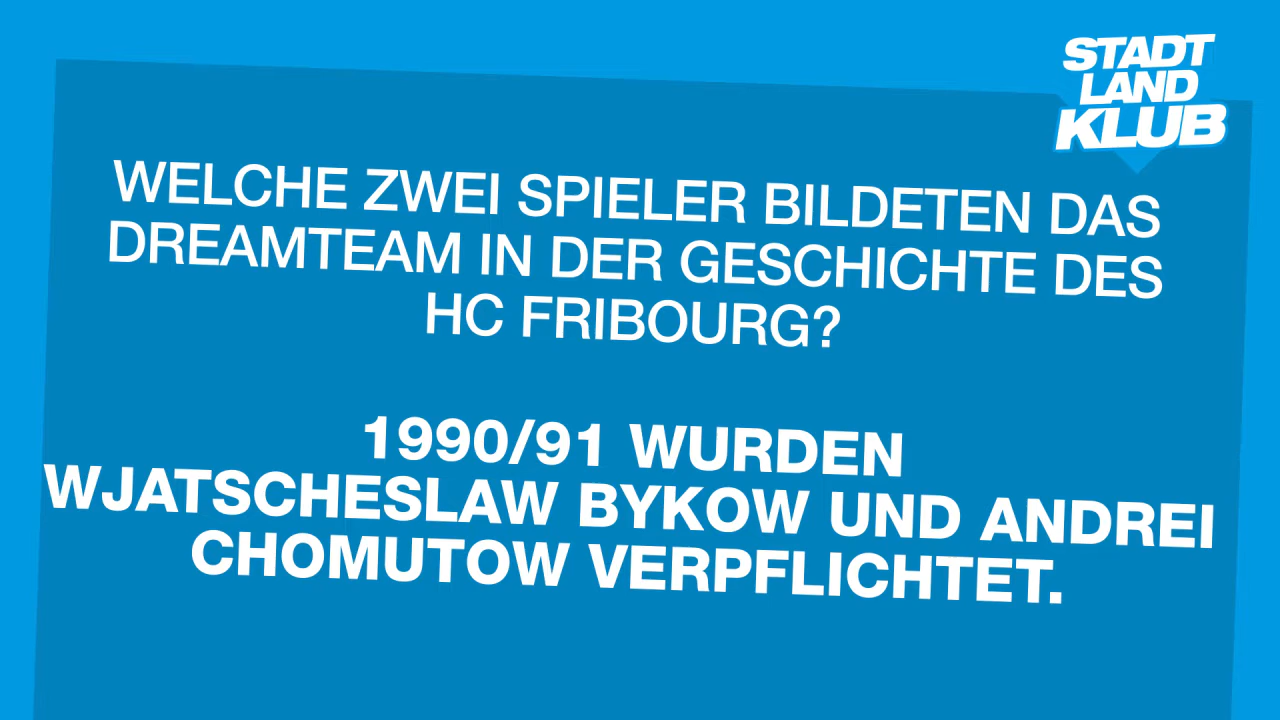 STADT
LAND
KLUB
WELCHE ZWEI SPIELER BILDETEN DAS
DREAMTEAM IN DER GESCHICHTE DES
HC FRIBOURG?
1990/91 WURDEN
WJATSCHESLAW BYKOW UND ANDREI
CHOMUTOW VERPFLICHTET.